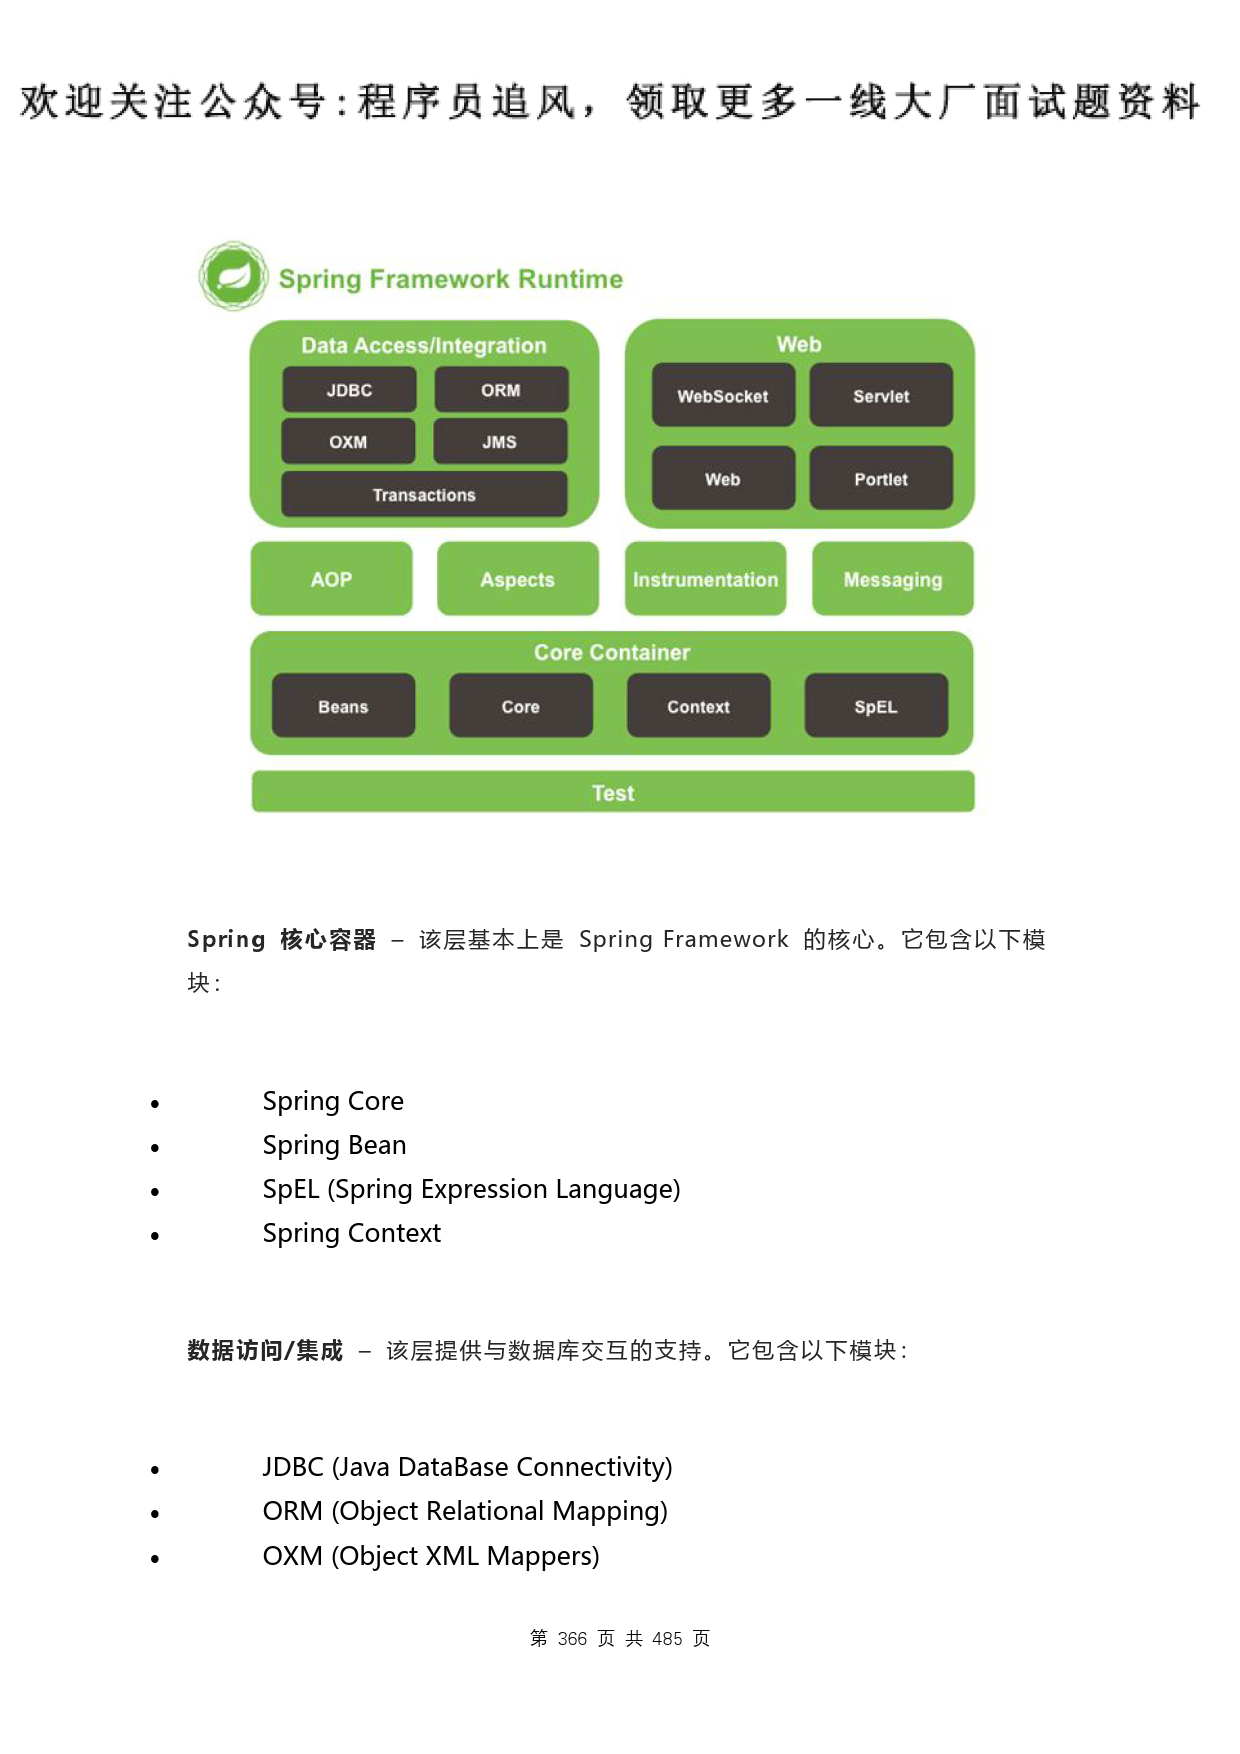 欢迎关注公众号:程序员追风，领取更多一线大厂面试题资料
Spring Framework Runtime
Data Access/Integration
JDBC ORM
OXM JMS
Transactions
Web
WebSocket Servlet
Web Portlet
AOP Aspects Instrumentation Messaging
Core Container
Beans Core Context SpEL
Test
Spring 核心容器 – 该层基本上是 Spring Framework 的核心。它包含以下模
块：
• Spring Core
• Spring Bean
• SpEL (Spring Expression Language)
• Spring Context
数据访问/集成 – 该层提供与数据库交互的支持。它包含以下模块：
• JDBC (Java DataBase Connectivity)
• ORM (Object Relational Mapping)
• OXM (Object XML Mappers)
第 366 页 共 485 页